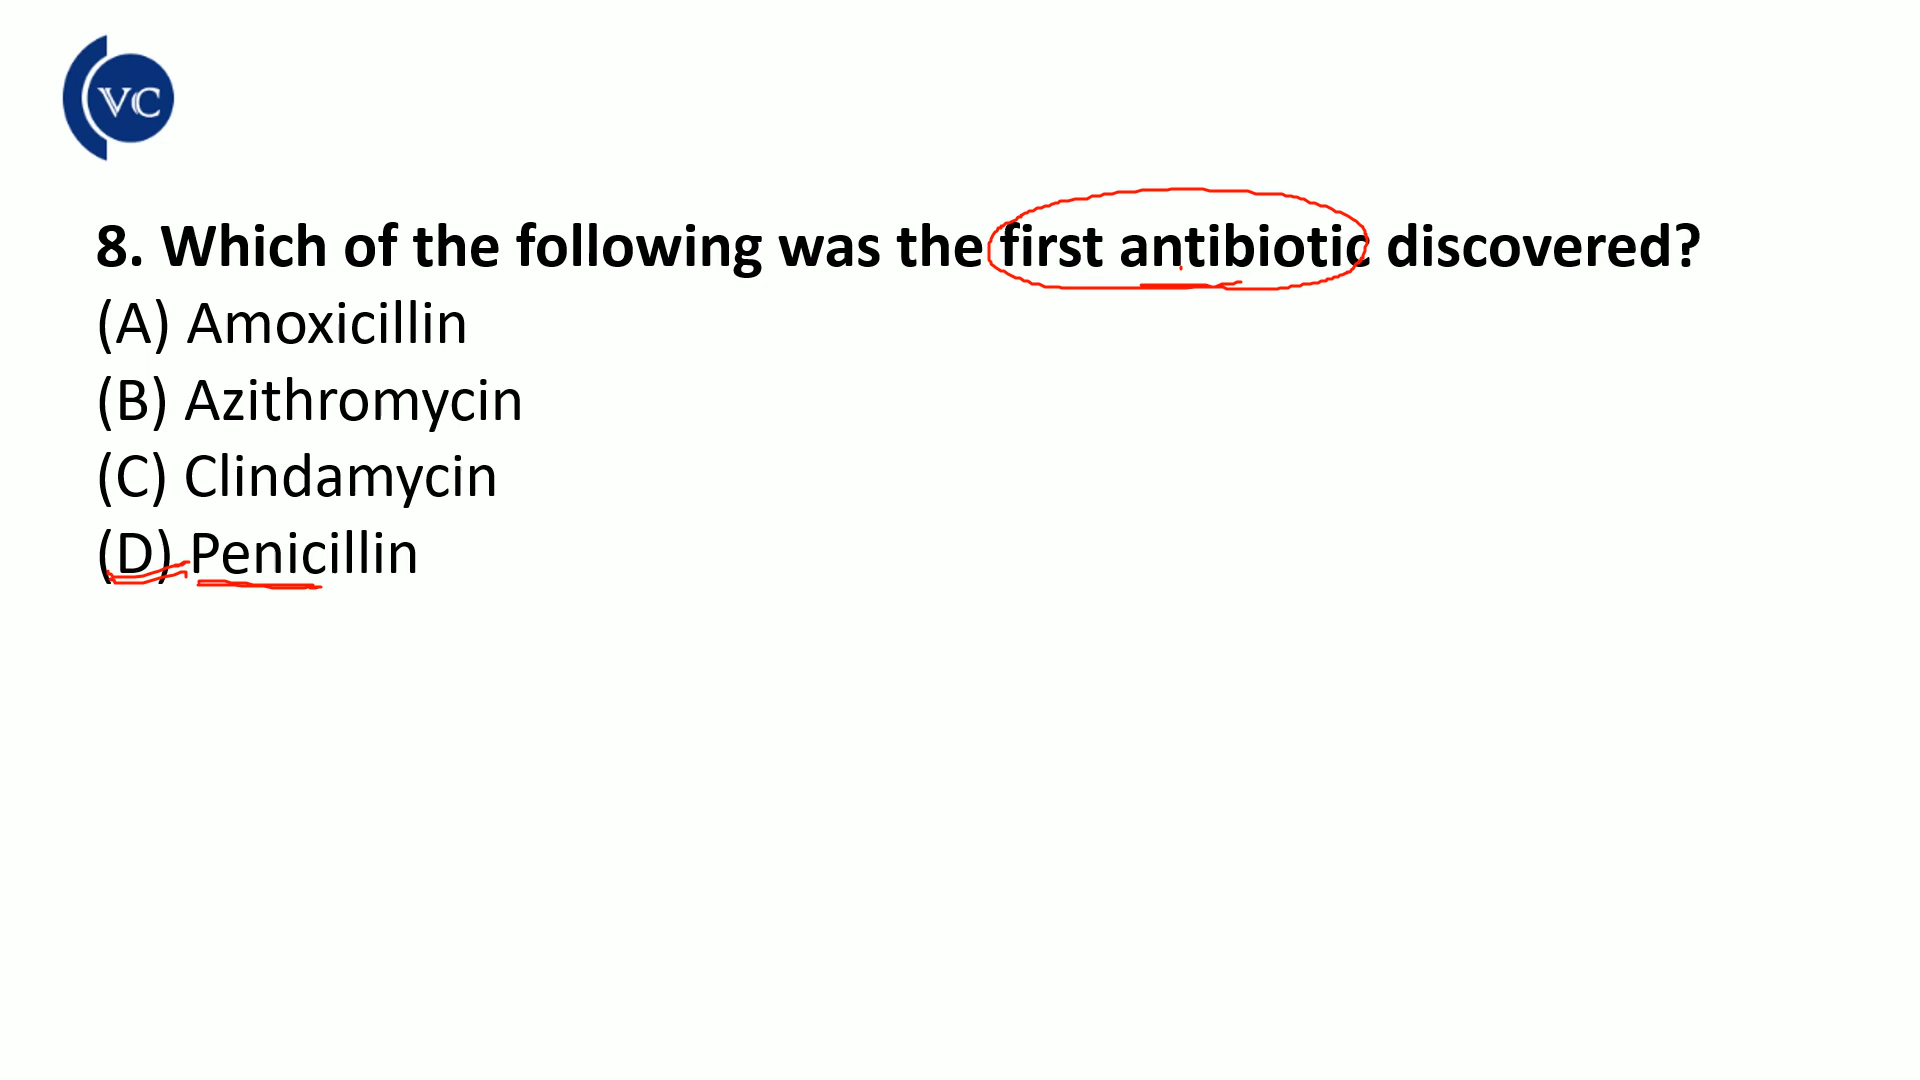 VC
8. Which of the following was the first antibiotic discovered?
(A) Amoxicillin
(B) Azithromycin
(C) Clindamycin
(D) Penicillin